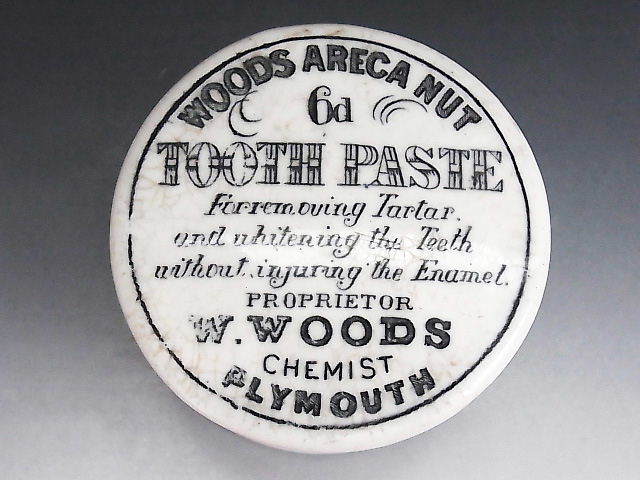 WOODS ARECA NUT
6d
TOOTH PASTE
For removing Tartar.
and whitening the Teeth
without injuring the Enamel.
PROPRIETOR
W. WOODS
CHEMIST
PLYMOUTH